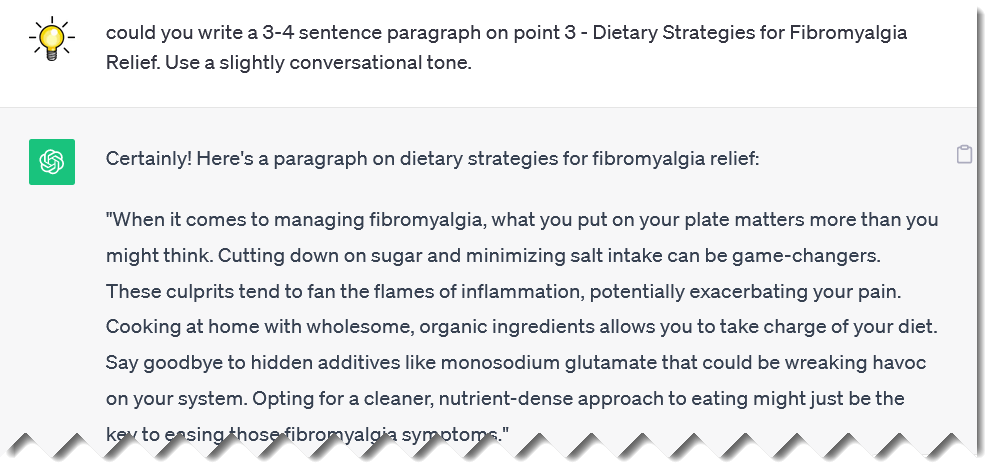 could you write a 3-4 sentence paragraph on point 3 - Dietary Strategies for Fibromyalgia
Relief. Use a slightly conversational tone.
Certainly! Here's a paragraph on dietary strategies for fibromyalgia relief:
"When it comes to managing fibromyalgia, what you put on your plate matters more than you
might think. Cutting down on sugar and minimizing salt intake can be game-changers.
These culprits tend to fan the flames of inflammation, potentially exacerbating your pain.
Cooking at home with wholesome, organic ingredients allows you to take charge of your diet.
Say goodbye to hidden additives like monosodium glutamate that could be wreaking havoc
on your system. Opting for a cleaner, nutrient-dense approach to eating might just be the
key to easing those fibromyalgia symptoms."